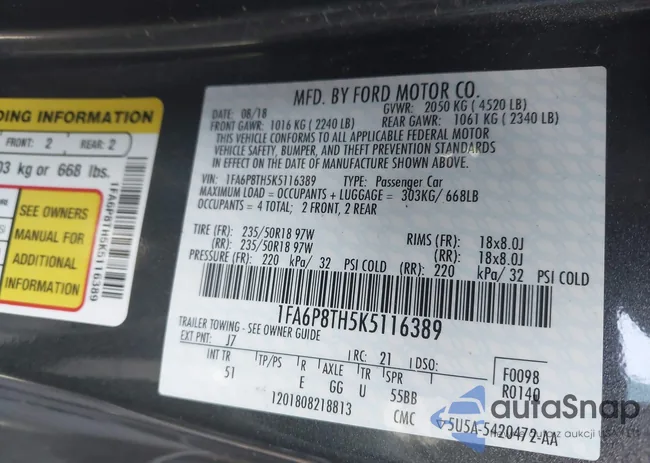 DING INFORMATION
FRONT: 2 REAR: 2
03 kg or 668 lbs.
SEE OWNERS
MANUAL FOR
ADDITIONAL
INFORMATION
1FA6P8TH5K5116389
MFD. BY FORD MOTOR CO.
DATE: 08/18 GVWR: 2050 KG (4520 LB)
FRONT GAWR: 1016 KG (2240 LB) REAR GAWR: 1061 KG (2340 LB)
THIS VEHICLE CONFORMS TO ALL APPLICABLE FEDERAL MOTOR
VEHICLE SAFETY, BUMPER, AND THEFT PREVENTION STANDARDS
IN EFFECT ON THE DATE OF MANUFACTURE SHOWN ABOVE.
VIN: 1FA6P8TH5K5116389 TYPE: Passenger Car
MAXIMUM LOAD = OCCUPANTS + LUGGAGE = 303KG/ 668LB
OCCUPANTS = 4 TOTAL; 2 FRONT, 2 REAR
TIRE (FR): 235/50R18 97W RIMS (FR): 18x8.0J
(RR): 235/50R18 97W (RR): 18x8.0J
PRESSURE (FR): 220 kPa/ 32 PSI COLD (RR): 220 kPa/ 32 PSI COLD
1FA6P8TH5K5116389
TRAILER TOWING - SEE OWNER GUIDE
EXT PNT: J7 RC: 21 DSO: F0098
INT TR TP/PS R AXLE TR SPR R0140
51 E GG U 55BB
1201808218813 CMC
5U5A-5420472-AA
autoSnap
z aukcji USA